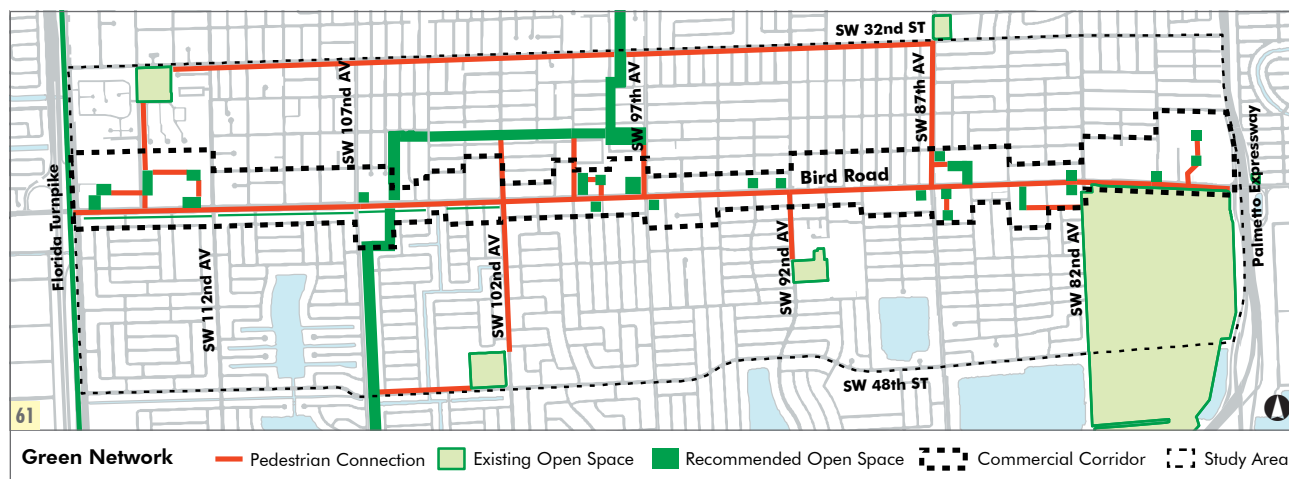 SW 32nd ST
SW 107nd AV
SW 97th AV
SW 87th AV
Florida Turnpike
Bird Road
Palmetto Expressway
SW 112nd AV
SW 102nd AV
SW 92nd AV
SW 82nd AV
SW 48th ST
61
Green Network
Pedestrian Connection
Existing Open Space
Recommended Open Space
Commercial Corridor
Study Area